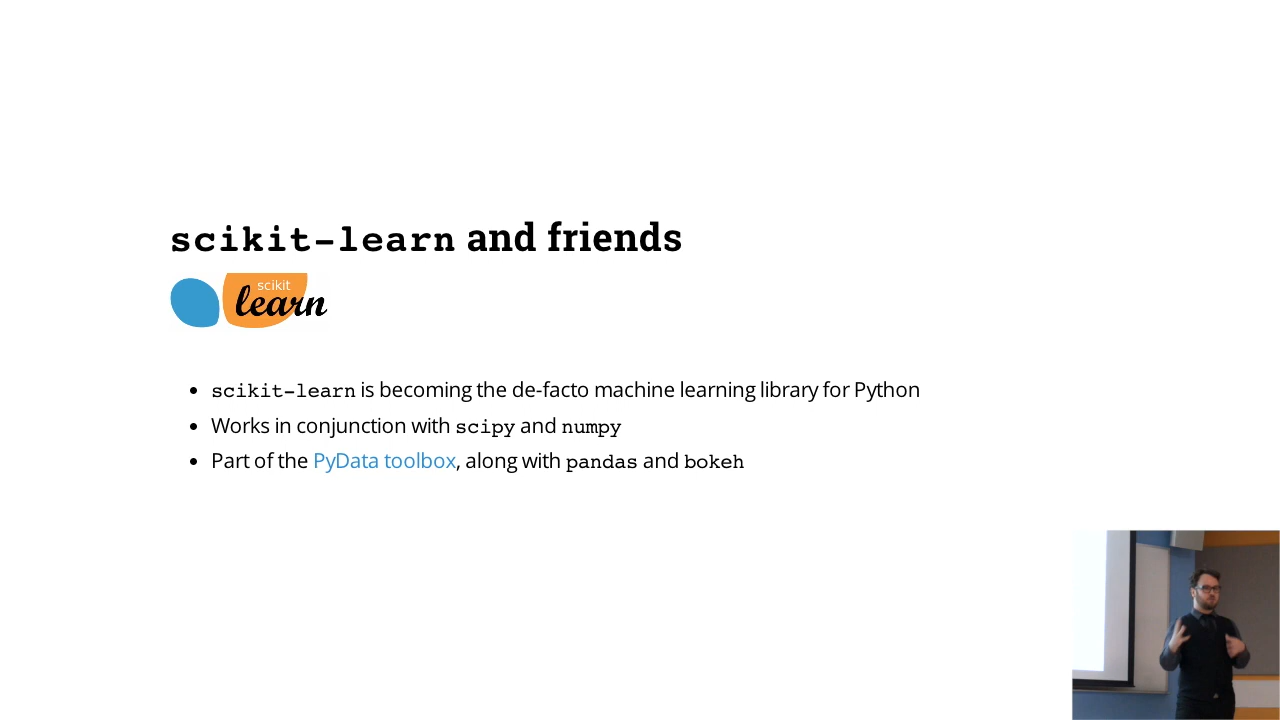 scikit-learn and friends
scikit
learn
scikit-learn is becoming the de-facto machine learning library for Python
Works in conjunction with scipy and numpy
Part of the PyData toolbox, along with pandas and bokeh